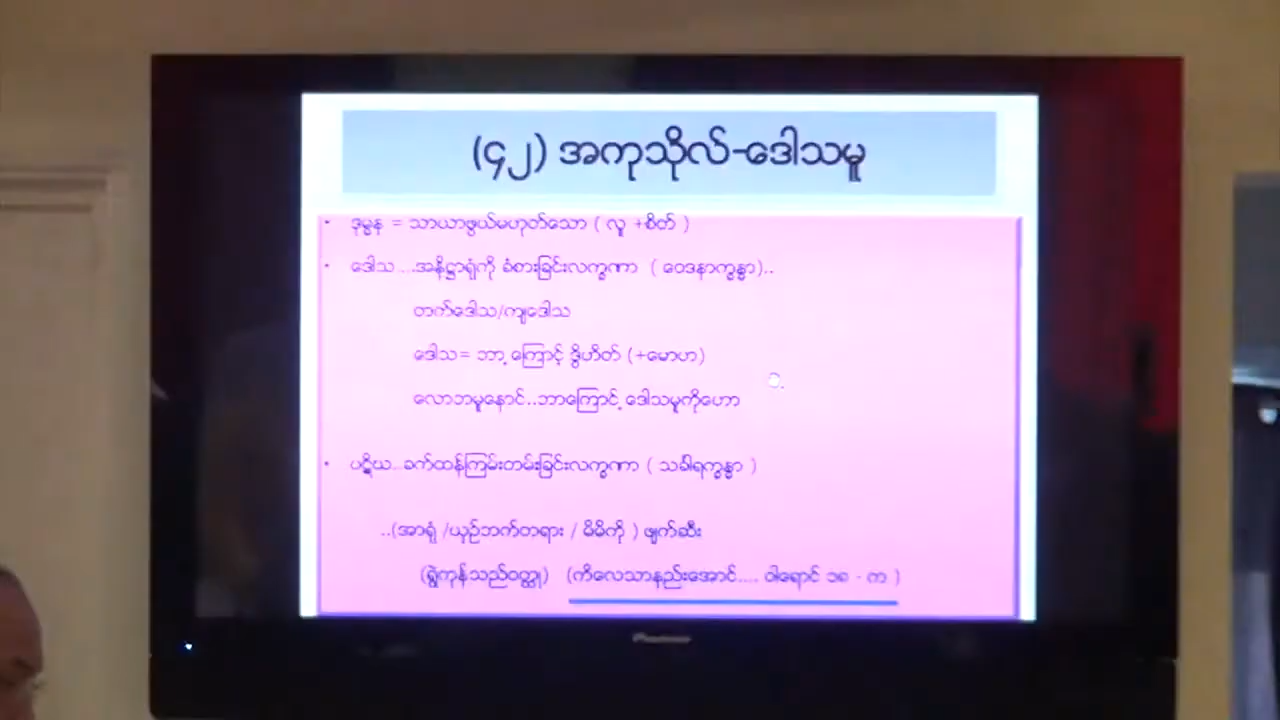 (၄၂) အကုသိုလ်-ဒေါသမူ
• ဒုမ္မန = သာယာဖွယ်မဟုတ်သော ( လူ +စိတ် )
• ဒေါသ...အနိဋ္ဌာရုံကို ခံစားခြင်းလက္ခဏာ ( ဝေဒနာက္ခန္ဓာ)..
တက်ဒေါသ/ကျဒေါသ
ဒေါသ= ဘာ့ ကြောင့် ဒွိဟိတ် (+မောဟ)
လောဘမူနောင်..ဘာကြောင့် ဒေါသမူကိုဟော
• ပဋိဃ..ခက်ထန်ကြမ်းတမ်းခြင်းလက္ခဏာ ( သင်္ခါရက္ခန္ဓာ )
..(အာရုံ /ယှဉ်ဘက်တရား / မိမိကို ) ဖျက်ဆီး
(ရွဲကုန်သည်ဝတ္ထု) (ကိလေသာနည်းအောင်.... ဝါရောင် ၁၈ - က )
Pioneer